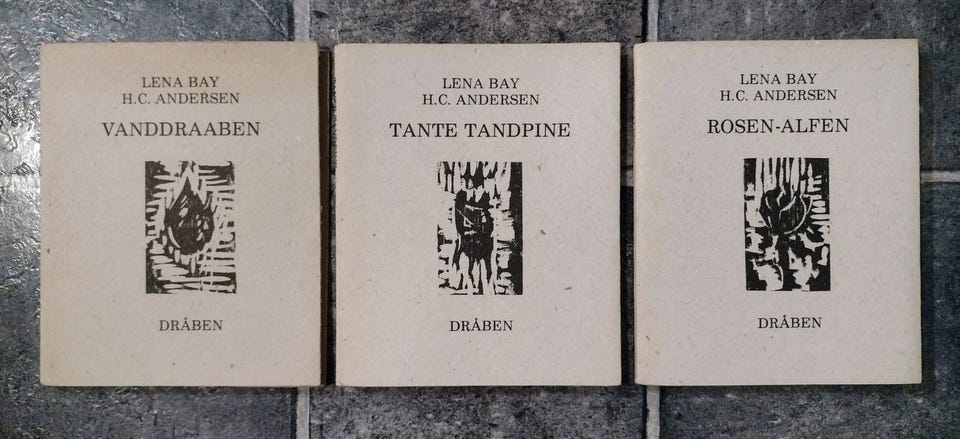 LENA BAY
H.C. ANDERSEN
VANDDRAABEN
DRÅBEN
LENA BAY
H.C. ANDERSEN
TANTE TANDPINE
DRÅBEN
LENA BAY
H.C. ANDERSEN
ROSEN-ALFEN
DRÅBEN